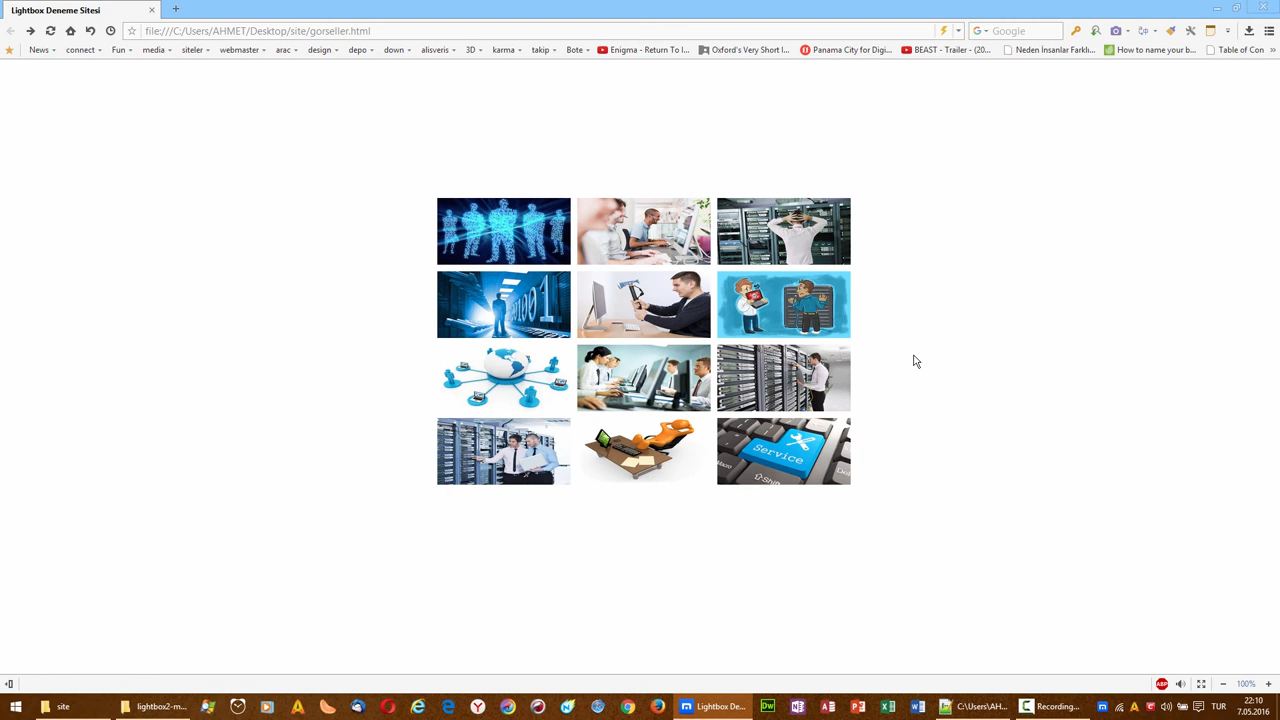 Lightbox Deneme Sitesi
file:///C:/Users/AHMET/Desktop/site/gorseller.html
Google
News
connect
Fun
media
siteler
webmaster
arac
design
depo
down
alisveris
3D
karma
takip
Bote
Enigma - Return To I...
Oxford's Very Short I...
Panama City for Digi...
BEAST - Trailer - (20...
Neden İnsanlar Farklı...
How to name your b...
Table of Con
Service
Shift
ABP
100%
site
lightbox2-m...
Lightbox De...
C:\Users\AH...
Recording...
TUR
22:10
7.05.2016